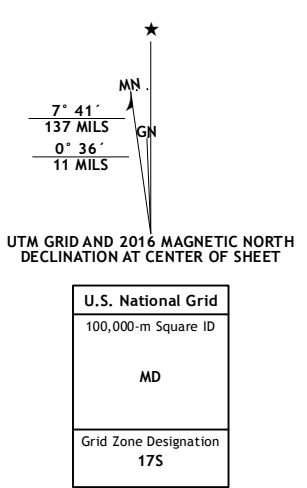 ★
MN
7° 41´
137 MILS
GN
0° 36´
11 MILS
UTM GRID AND 2016 MAGNETIC NORTH
DECLINATION AT CENTER OF SHEET
U.S. National Grid
100,000-m Square ID
MD
Grid Zone Designation
17S